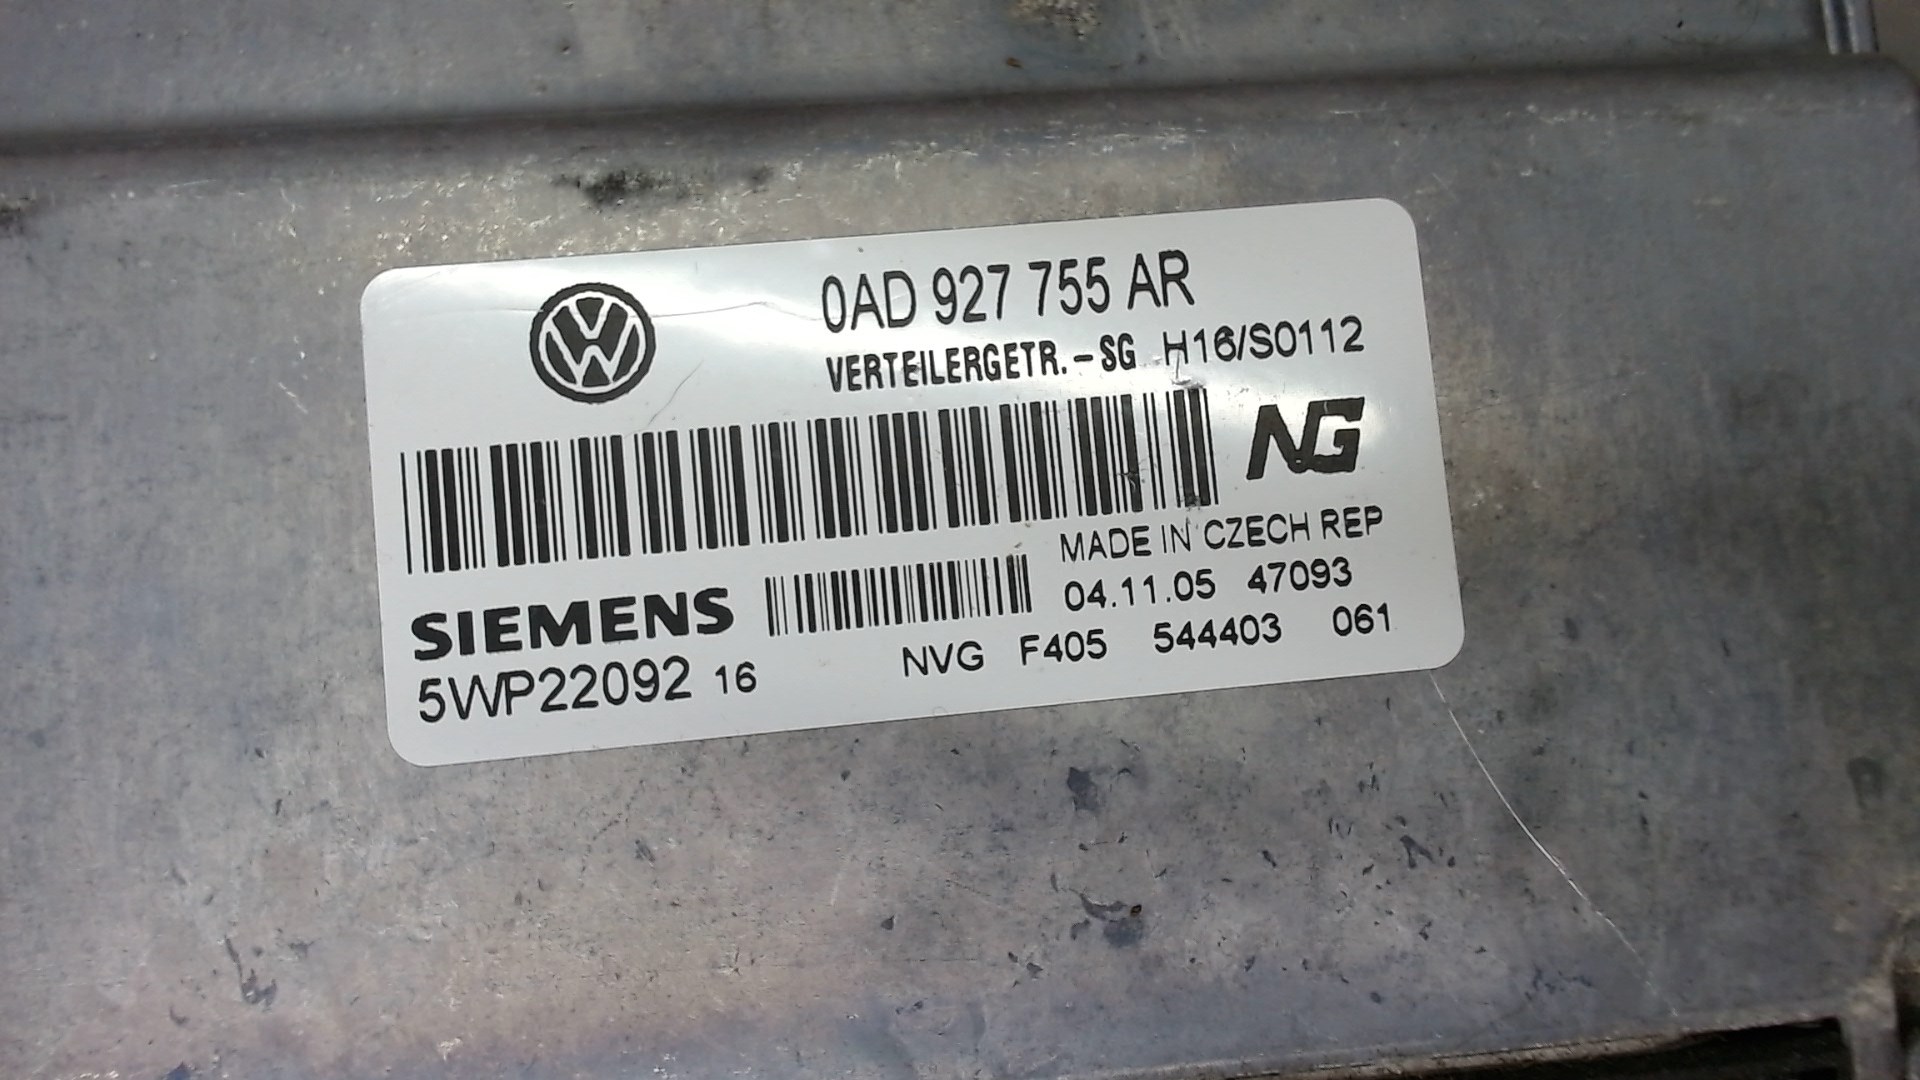 0AD 927 755 AR
VERTEILERGETR.-SG H16/S0112
NG
MADE IN CZECH REP
SIEMENS 04.11.05 47093
5WP22092 16 NVG F405 544403 061